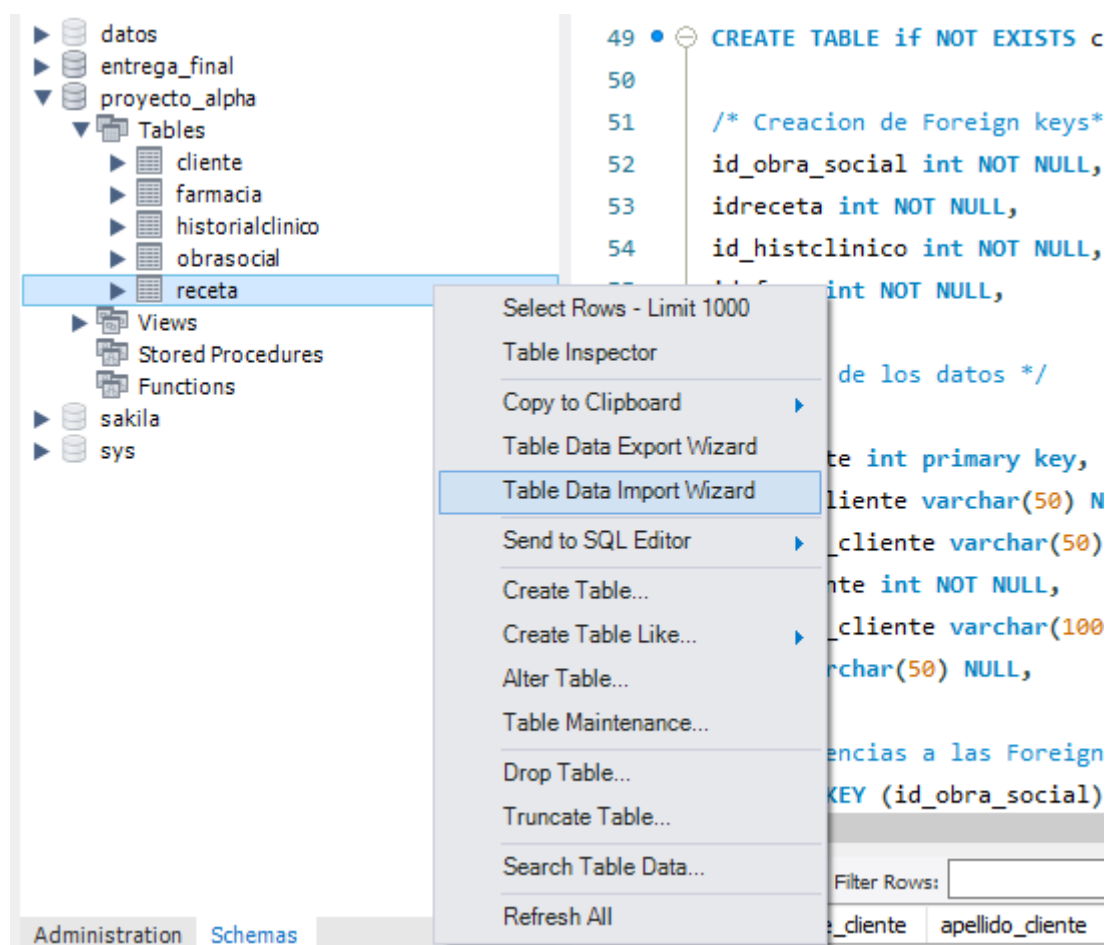 datos
entrega_final
proyecto_alpha
Tables
cliente
farmacia
historialclinico
obrasocial
receta
Views
Stored Procedures
Functions
sakila
sys
Administration Schemas
Select Rows - Limit 1000
Table Inspector
Copy to Clipboard
Table Data Export Wizard
Table Data Import Wizard
Send to SQL Editor
Create Table...
Create Table Like...
Alter Table...
Table Maintenance...
Drop Table...
Truncate Table...
Search Table Data...
Refresh All
49 CREATE TABLE if NOT EXISTS c
50
51 /* Creacion de Foreign keys*
52 id_obra_social int NOT NULL,
53 idreceta int NOT NULL,
54 id_histclinico int NOT NULL,
int NOT NULL,
de los datos */
te int primary key,
liente varchar(50) N
_cliente varchar(50)
nte int NOT NULL,
_cliente varchar(100
rchar(50) NULL,
encias a las Foreign
KEY (id_obra_social)
Filter Rows:
_cliente apellido_cliente